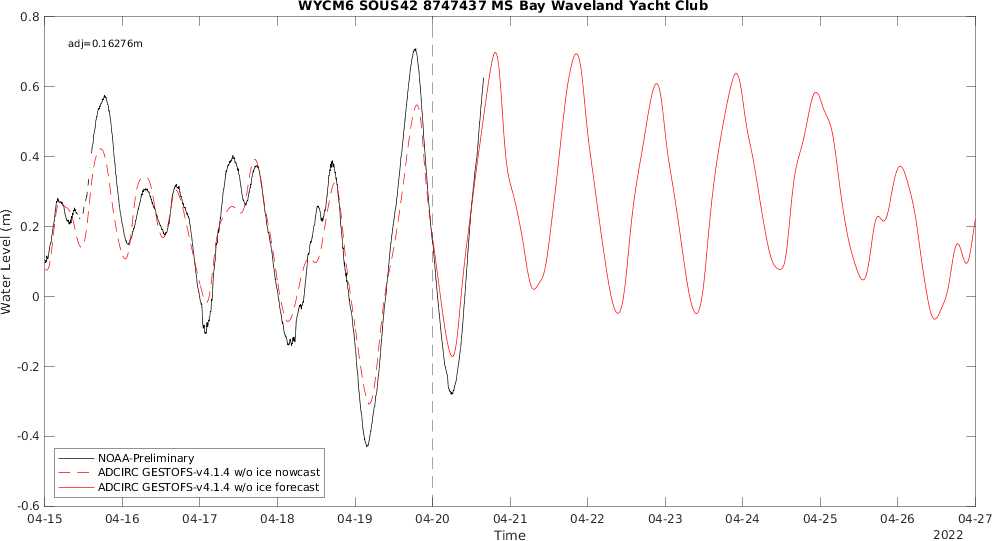 WYCM6 SOUS42 8747437 MS Bay Waveland Yacht Club
adj=0.16276m
0.8
0.6
0.4
0.2
0
-0.2
-0.4
-0.6
Water Level (m)
NOAA-Preliminary
ADCIRC GESTOFS-v4.1.4 w/o ice nowcast
ADCIRC GESTOFS-v4.1.4 w/o ice forecast
04-15 04-16 04-17 04-18 04-19 04-20 04-21 04-22 04-23 04-24 04-25 04-26 04-27
Time
2022